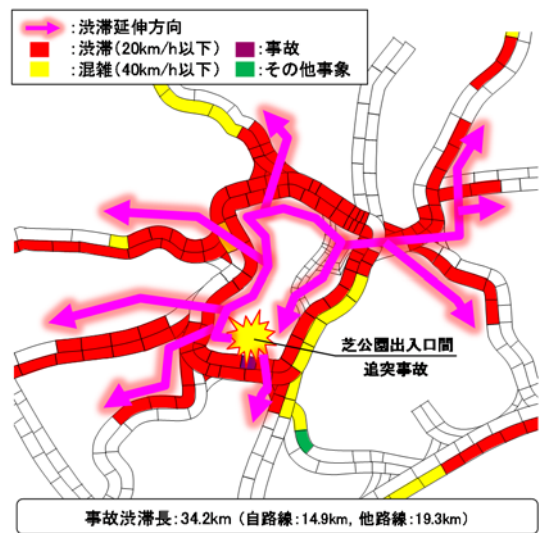 ：渋滞延伸方向
：渋滞(20km/h以下)　：事故
：混雑(40km/h以下)　：その他事象
芝公園出入口間
追突事故
事故渋滞長：34.2km（自路線：14.9km，他路線：19.3km）